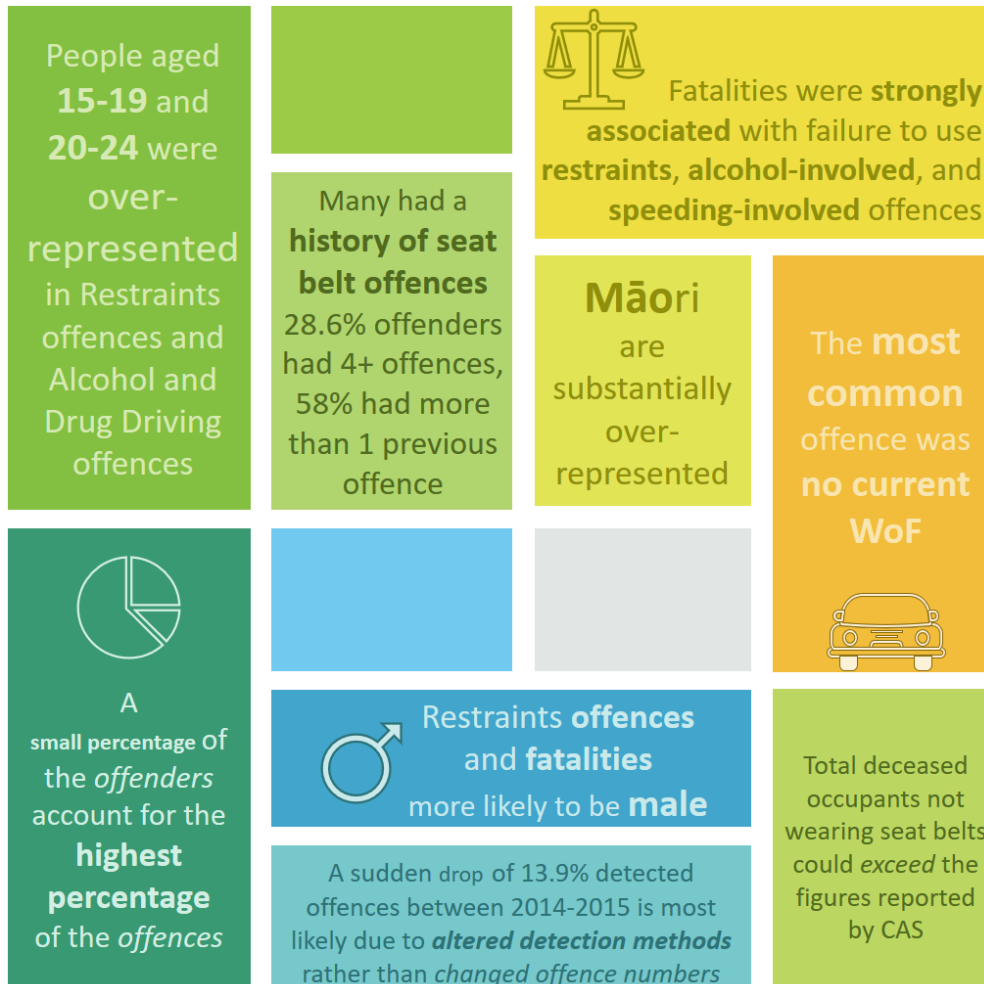 People aged
15-19 and
20-24 were
over-
represented
in Restraints
offences and
Alcohol and
Drug Driving
offences
Many had a
history of seat
belt offences
28.6% offenders
had 4+ offences,
58% had more
than 1 previous
offence
Fatalities were strongly
associated with failure to use
restraints, alcohol-involved, and
speeding-involved offences
Māori
are
substantially
over-
represented
The most
common
offence was
no current
WoF
A
small percentage of
the offenders
account for the
highest
percentage
of the offences
Restraints offences
and fatalities
more likely to be male
A sudden drop of 13.9% detected
offences between 2014-2015 is most
likely due to altered detection methods
rather than changed offence numbers
Total deceased
occupants not
wearing seat belts
could exceed the
figures reported
by CAS